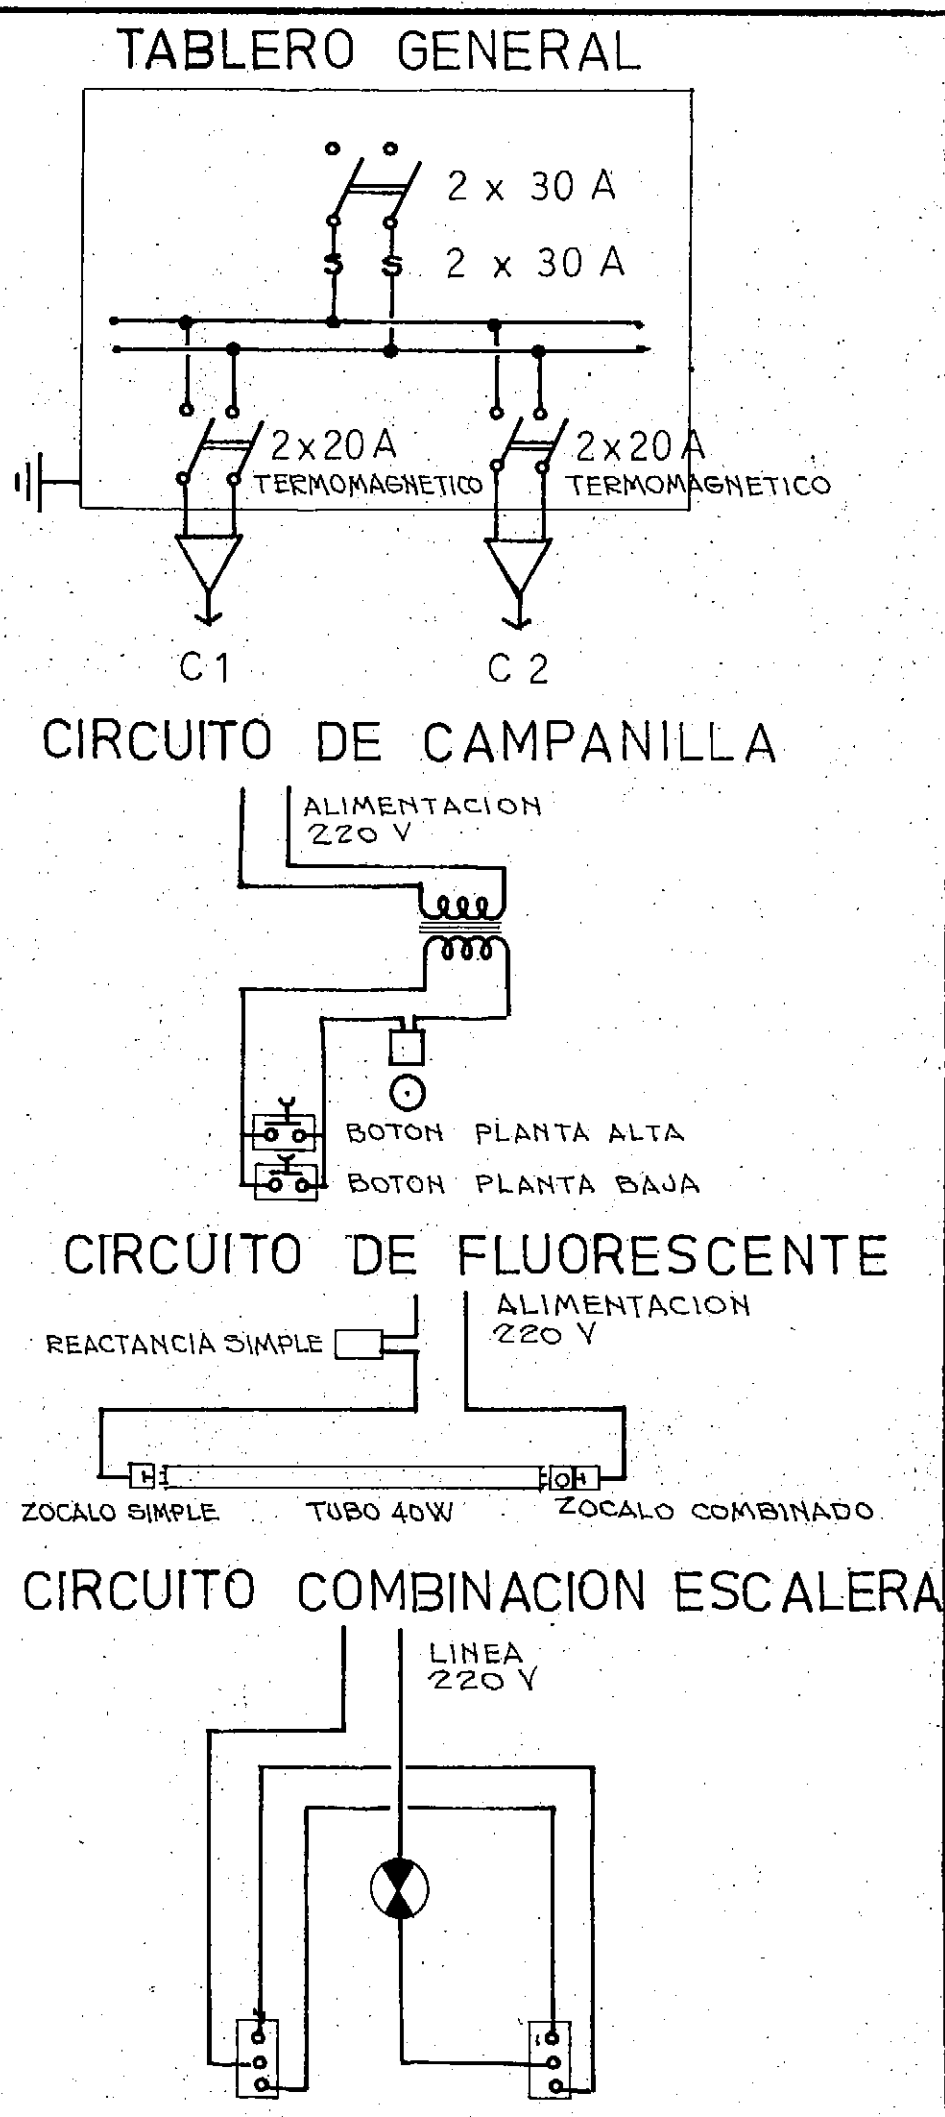 TABLERO GENERAL
2 x 30 A
S S 2 x 30 A
2x20A 2x20A
TERMOMAGNETICO TERMOMAGNETICO
C1 C2
CIRCUITO DE CAMPANILLA
ALIMENTACION
220 V
BOTON PLANTA ALTA
BOTON PLANTA BAJA
CIRCUITO DE FLUORESCENTE
ALIMENTACION
220 V
REACTANCIA SIMPLE
ZOCALO SIMPLE TUBO 40W ZOCALO COMBINADO
CIRCUITO COMBINACION ESCALERA
LINEA
220 V